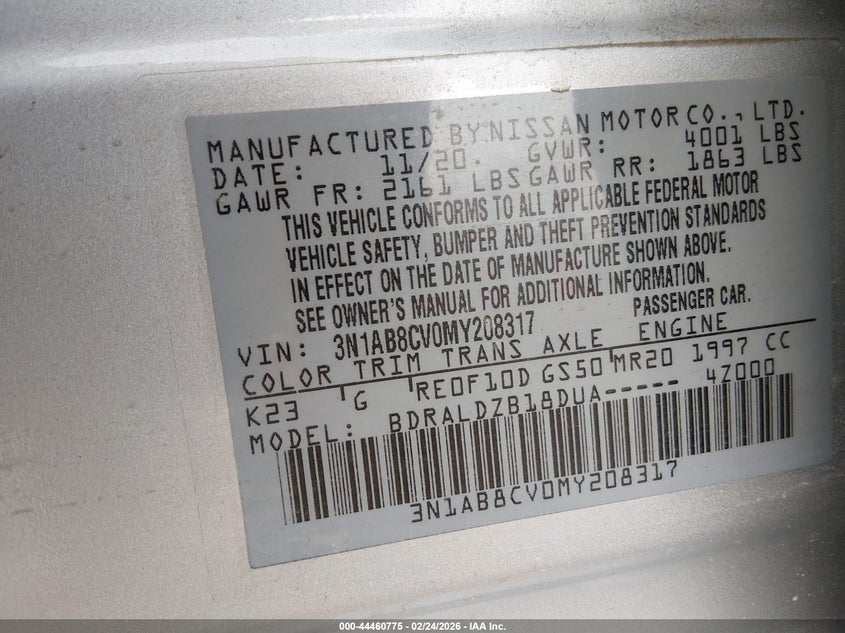 MANUFACTURED BY NISSAN MOTOR CO., LTD.
DATE: 11/20. GVWR: 4001 LBS
GAWR FR: 2161 LBS GAWR RR: 1863 LBS
THIS VEHICLE CONFORMS TO ALL APPLICABLE FEDERAL MOTOR
VEHICLE SAFETY, BUMPER AND THEFT PREVENTION STANDARDS
IN EFFECT ON THE DATE OF MANUFACTURE SHOWN ABOVE.
SEE OWNER'S MANUAL FOR ADDITIONAL INFORMATION.
VIN: 3N1AB8CV0MY208317 PASSENGER CAR.
COLOR TRIM TRANS AXLE ENGINE
K23 G RE0F10D GS50 MR20 1997 CC
MODEL: BDRALDZB18DUA----- 4Z000
3N1AB8CV0MY208317
000-44460775 - 02/24/2026 - IAA Inc.